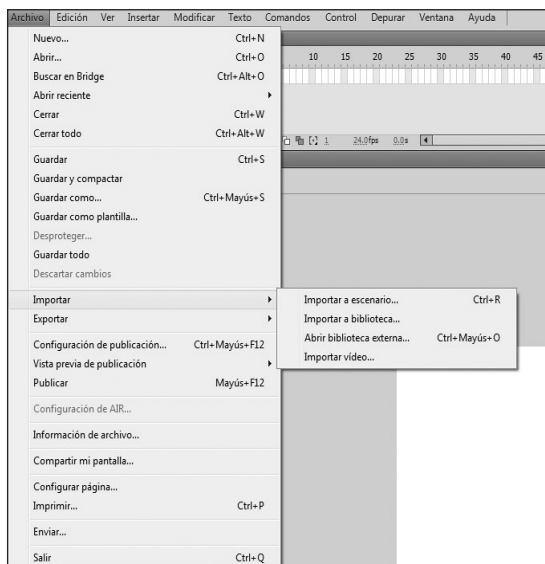 Archivo Edición Ver Insertar Modificar Texto Comandos Control Depurar Ventana Ayuda
Nuevo... Ctrl+N
Abrir... Ctrl+O
Buscar en Bridge Ctrl+Alt+O
Abrir reciente
Cerrar Ctrl+W
Cerrar todo Ctrl+Alt+W
Guardar Ctrl+S
Guardar y compactar
Guardar como... Ctrl+Mayús+S
Guardar como plantilla...
Desproteger...
Guardar todo
Descartar cambios
Importar
Exportar
Configuración de publicación... Ctrl+Mayús+F12
Vista previa de publicación
Publicar Mayús+F12
Configuración de AIR...
Información de archivo...
Compartir mi pantalla...
Configurar página...
Imprimir... Ctrl+P
Enviar...
Salir Ctrl+Q
10 15 20 25 30 35 40 45
1 24.0fps 0.0s
Importar a escenario... Ctrl+R
Importar a biblioteca...
Abrir biblioteca externa... Ctrl+Mayús+O
Importar vídeo...